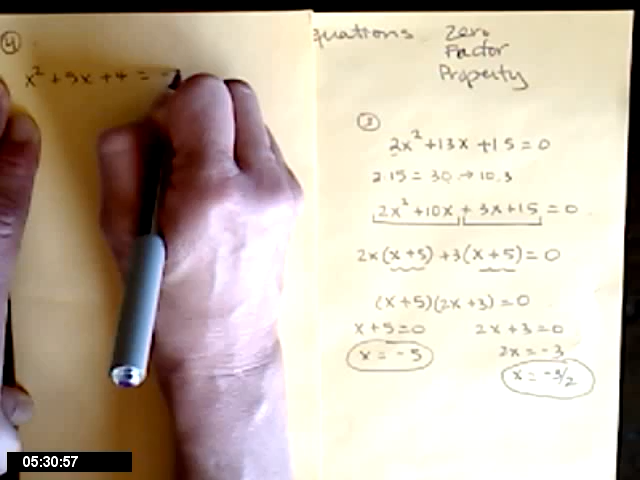 4
x² + 5x + 4 = -
quations Zero
Factor
Property
3
2x² + 13x + 15 = 0
2·15 = 30 → 10, 3
2x² + 10x + 3x + 15 = 0
2x (x + 5) + 3(x + 5) = 0
(x + 5)(2x + 3) = 0
x + 5 = 0 2x + 3 = 0
x = -5 2x = -3
x = -3/2
05:30:57